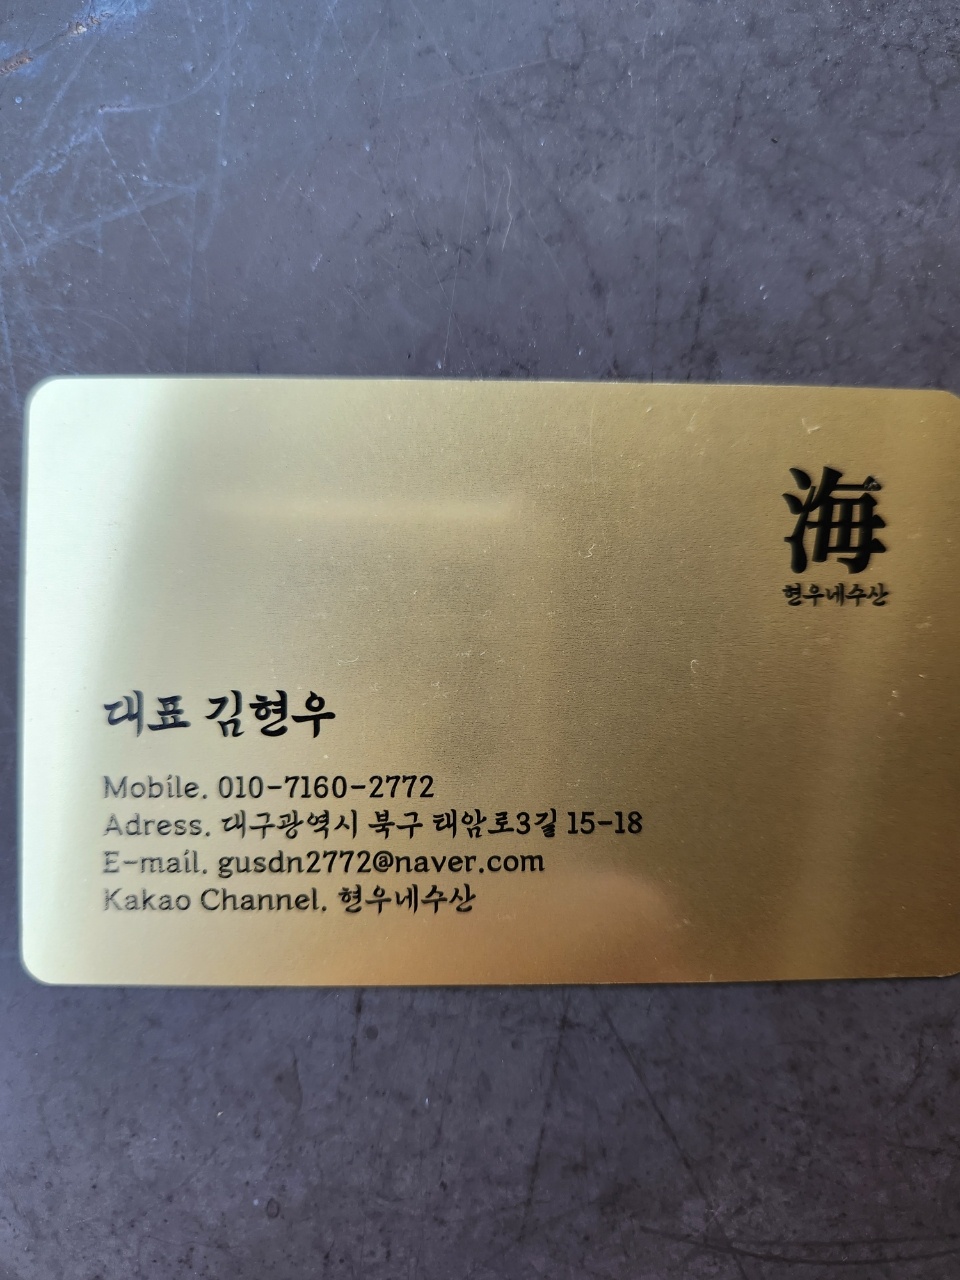 海
현우네수산
대표 김현우
Mobile. 010-7160-2772
Adress. 대구광역시 북구 태암로3길 15-18
E-mail. gusdn2772@naver.com
Kakao Channel. 현우네수산